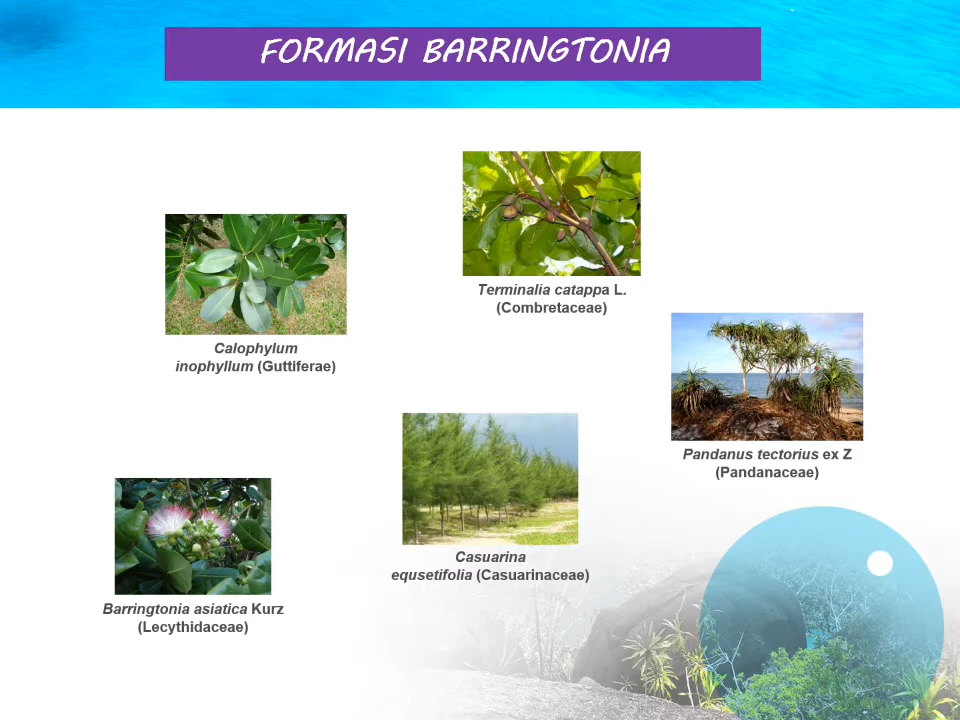 FORMASI BARRINGTONIA
Terminalia catappa L.
(Combretaceae)
Calophylum
inophyllum (Guttiferae)
Pandanus tectorius ex Z
(Pandanaceae)
Casuarina
equsetifolia (Casuarinaceae)
Barringtonia asiatica Kurz
(Lecythidaceae)